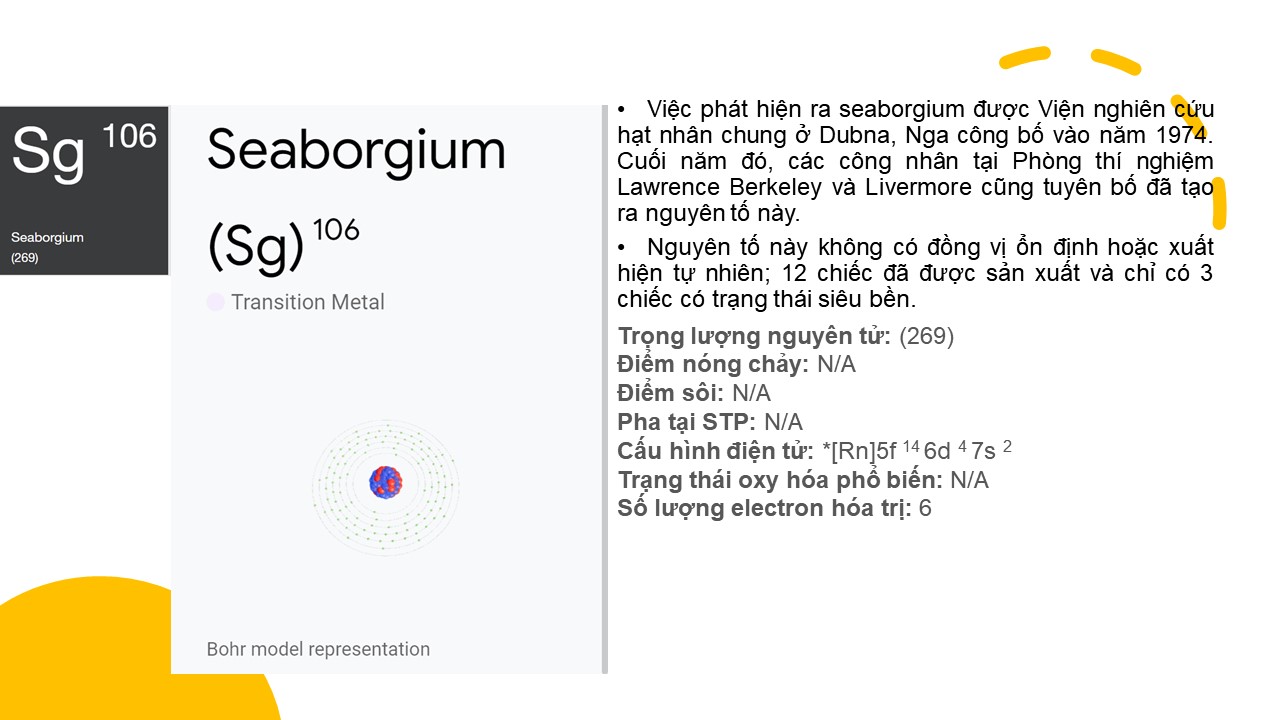 Sg 106
Seaborgium
(269)
Seaborgium
(Sg) 106
Transition Metal
Bohr model representation
• Việc phát hiện ra seaborgium được Viện nghiên cứu
hạt nhân chung ở Dubna, Nga công bố vào năm 1974.
Cuối năm đó, các công nhân tại Phòng thí nghiệm
Lawrence Berkeley và Livermore cũng tuyên bố đã tạo
ra nguyên tố này.
• Nguyên tố này không có đồng vị ổn định hoặc xuất
hiện tự nhiên; 12 chiếc đã được sản xuất và chỉ có 3
chiếc có trạng thái siêu bền.
Trọng lượng nguyên tử: (269)
Điểm nóng chảy: N/A
Điểm sôi: N/A
Pha tại STP: N/A
Cấu hình điện tử: *[Rn]5f 14 6d 4 7s 2
Trạng thái oxy hóa phổ biến: N/A
Số lượng electron hóa trị: 6